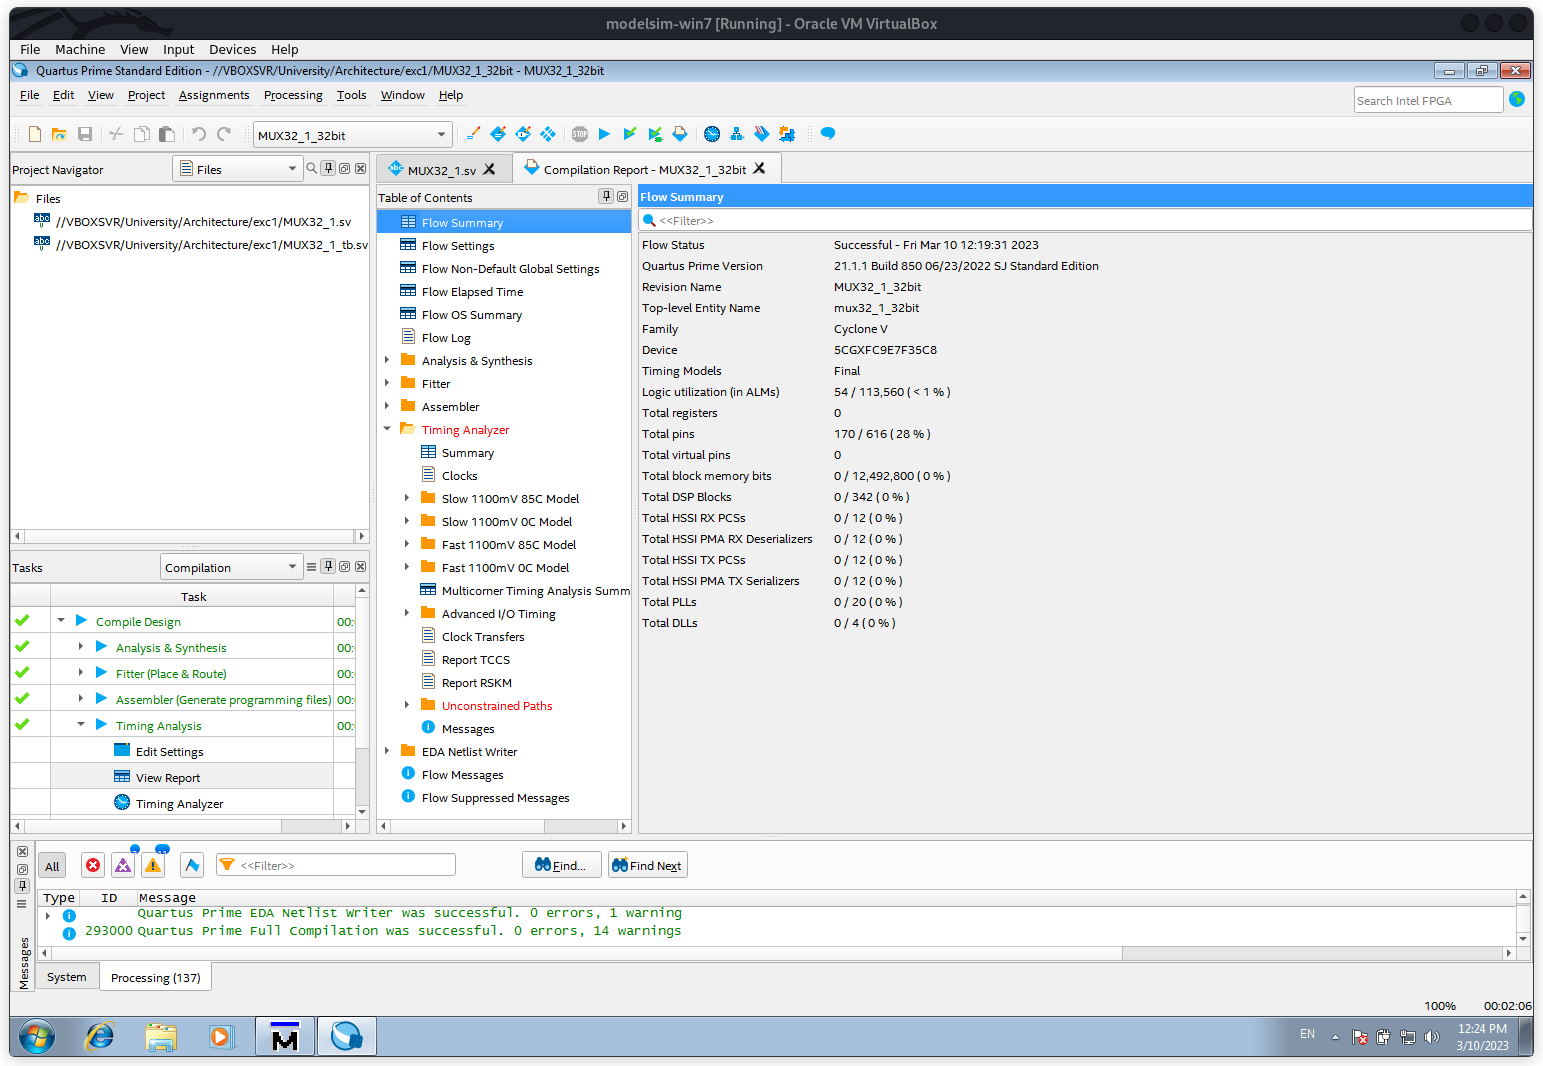 modelsim-win7 [Running] - Oracle VM VirtualBox
File Machine View Input Devices Help
Quartus Prime Standard Edition - //VBOXSVR/University/Architecture/exc1/MUX32_1_32bit - MUX32_1_32bit
File Edit View Project Assignments Processing Tools Window Help
Search Intel FPGA
MUX32_1_32bit
STOP
Project Navigator
Files
MUX32_1.sv
Compilation Report - MUX32_1_32bit
Files
//VBOXSVR/University/Architecture/exc1/MUX32_1.sv
//VBOXSVR/University/Architecture/exc1/MUX32_1_tb.sv
Table of Contents
Flow Summary
Flow Settings
Flow Non-Default Global Settings
Flow Elapsed Time
Flow OS Summary
Flow Log
Analysis & Synthesis
Fitter
Assembler
Timing Analyzer
Summary
Clocks
Slow 1100mV 85C Model
Slow 1100mV 0C Model
Fast 1100mV 85C Model
Fast 1100mV 0C Model
Multicorner Timing Analysis Summ
Advanced I/O Timing
Clock Transfers
Report TCCS
Report RSKM
Unconstrained Paths
Messages
EDA Netlist Writer
Flow Messages
Flow Suppressed Messages
Flow Summary
<<Filter>>
Flow Status Successful - Fri Mar 10 12:19:31 2023
Quartus Prime Version 21.1.1 Build 850 06/23/2022 SJ Standard Edition
Revision Name MUX32_1_32bit
Top-level Entity Name mux32_1_32bit
Family Cyclone V
Device 5CGXFC9E7F35C8
Timing Models Final
Logic utilization (in ALMs) 54 / 113,560 ( < 1 % )
Total registers 0
Total pins 170 / 616 ( 28 % )
Total virtual pins 0
Total block memory bits 0 / 12,492,800 ( 0 % )
Total DSP Blocks 0 / 342 ( 0 % )
Total HSSI RX PCSs 0 / 12 ( 0 % )
Total HSSI PMA RX Deserializers 0 / 12 ( 0 % )
Total HSSI TX PCSs 0 / 12 ( 0 % )
Total HSSI PMA TX Serializers 0 / 12 ( 0 % )
Total PLLs 0 / 20 ( 0 % )
Total DLLs 0 / 4 ( 0 % )
Tasks
Compilation
Task
Compile Design 00:
Analysis & Synthesis 00:
Fitter (Place & Route) 00:
Assembler (Generate programming files) 00:
Timing Analysis 00:
Edit Settings
View Report
Timing Analyzer
All
<<Filter>>
Find...
Find Next
Type ID Message
Quartus Prime EDA Netlist Writer was successful. 0 errors, 1 warning
293000 Quartus Prime Full Compilation was successful. 0 errors, 14 warnings
Messages
System
Processing (137)
100% 00:02:06
EN
12:24 PM
3/10/2023